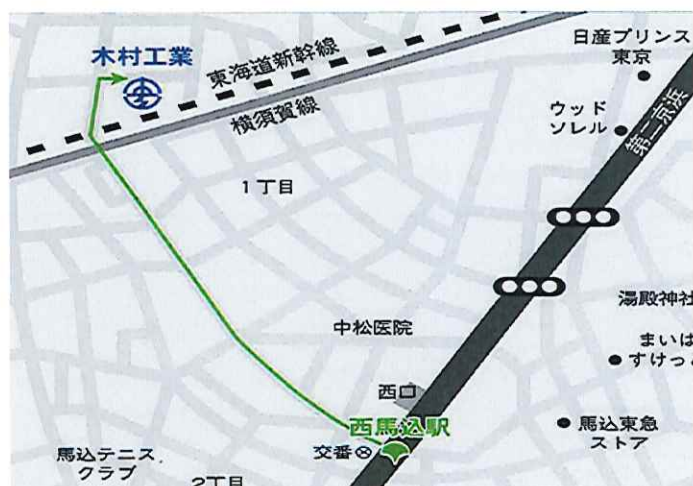 木村工業
東海道新幹線
横須賀線
日産プリンス
東京
ウッド
ソレル
第二京浜
1丁目
湯殿神社
中松医院
まいは
すけっと
西口
西馬込駅
交番
馬込東急
ストア
馬込テニス
クラブ
2丁目